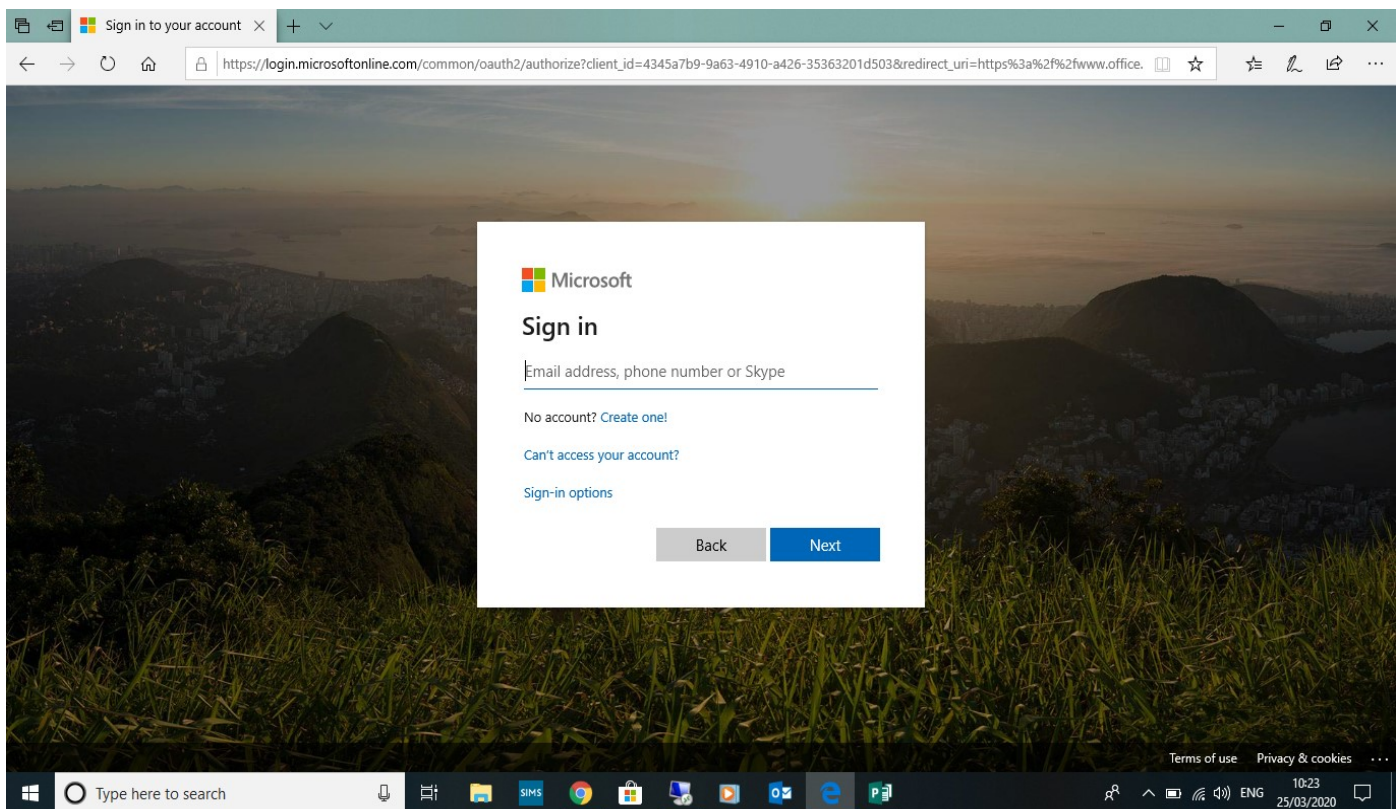 Sign in to your account
https://login.microsoftonline.com/common/oauth2/authorize?client_id=4345a7b9-9a63-4910-a426-35363201d503&redirect_uri=https%3a%2f%2fwww.office.
Microsoft
Sign in
Email address, phone number or Skype
No account? Create one!
Can't access your account?
Sign-in options
Back Next
Terms of use Privacy & cookies ...
Type here to search SIMS ENG 10:23
25/03/2020